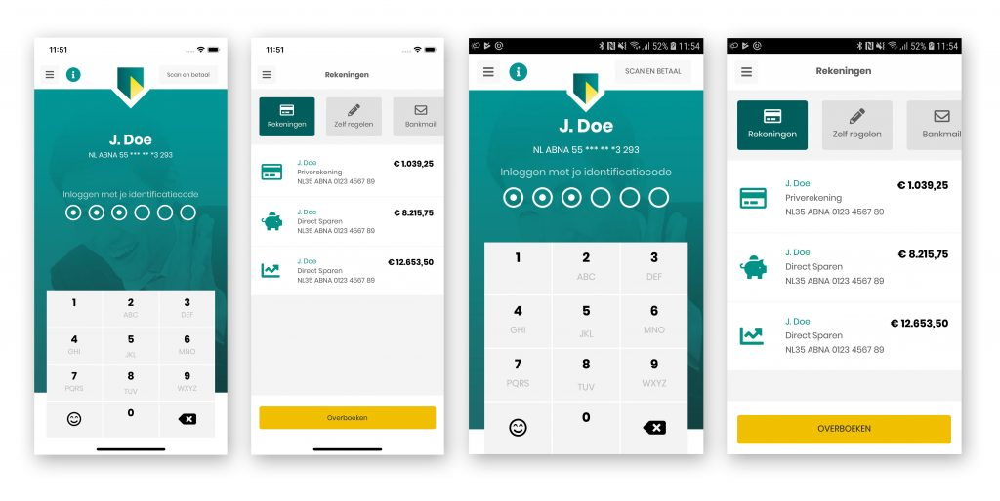 11:51
Scan en betaal
J. Doe
NL ABNA 55 *** ** *3 293
Inloggen met je identificatiecode
1
2
ABC
3
DEF
4
GHI
5
JKL
6
MNO
7
PQRS
8
TUV
9
WXYZ
0
11:51
Rekeningen
Rekeningen
Zelf regelen
Bankmail
J. Doe
€ 1.039,25
Priverekening
NL35 ABNA 0123 4567 89
J. Doe
€ 8.215,75
Direct Sparen
NL35 ABNA 0123 4567 89
J. Doe
€ 12.653,50
Direct Sparen
NL35 ABNA 0123 4567 89
Overboeken
52% 11:54
SCAN EN BETAAL
J. Doe
NL ABNA 55 *** ** *3 293
Inloggen met je identificatiecode
1
2
ABC
3
DEF
4
GHI
5
JKL
6
MNO
7
PQRS
8
TUV
9
WXYZ
0
52% 11:54
Rekeningen
Rekeningen
Zelf regelen
Bankmail
J. Doe
€ 1.039,25
Priverekening
NL35 ABNA 0123 4567 89
J. Doe
€ 8.215,75
Direct Sparen
NL35 ABNA 0123 4567 89
J. Doe
€ 12.653,50
Direct Sparen
NL35 ABNA 0123 4567 89
OVERBOEKEN